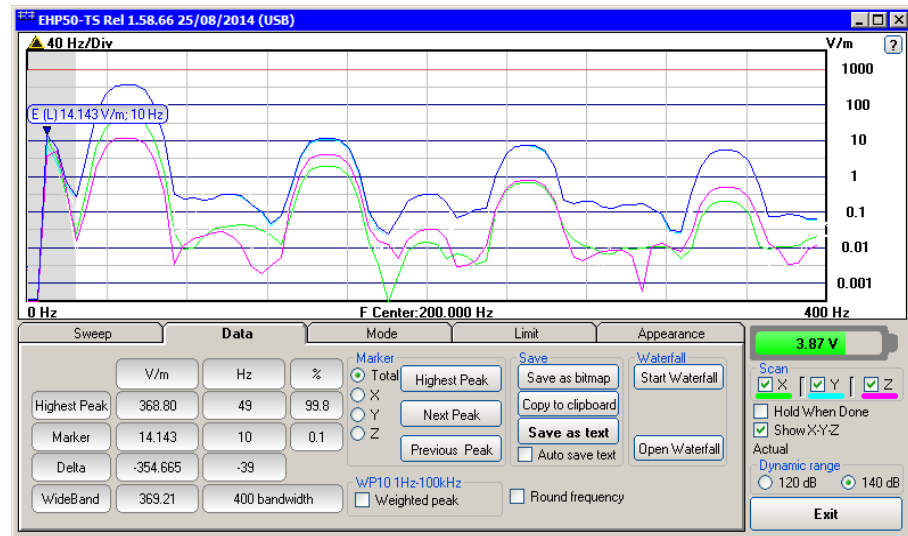 EHP50-TS Rel 1.58.66 25/08/2014 (USB)
40 Hz/Div V/m ?
1000
E (L) 14.143 V/m; 10 Hz
100
10
1
0.1
0.01
0.001
0 Hz F Center:200.000 Hz 400 Hz
Sweep Data Mode Limit Appearance
3.87 V
V/m Hz %
Highest Peak 368.80 49 99.8
Marker 14.143 10 0.1
Delta -354.665 -39
WideBand 369.21 400 bandwidth
Marker
Total
X
Y
Z
Highest Peak
Next Peak
Previous Peak
WP10 1Hz-100kHz
Weighted peak
Save
Save as bitmap
Copy to clipboard
Save as text
Auto save text
Round frequency
Waterfall
Start Waterfall
Open Waterfall
Scan
X Y Z
Hold When Done
Show X-Y-Z
Actual
Dynamic range
120 dB 140 dB
Exit